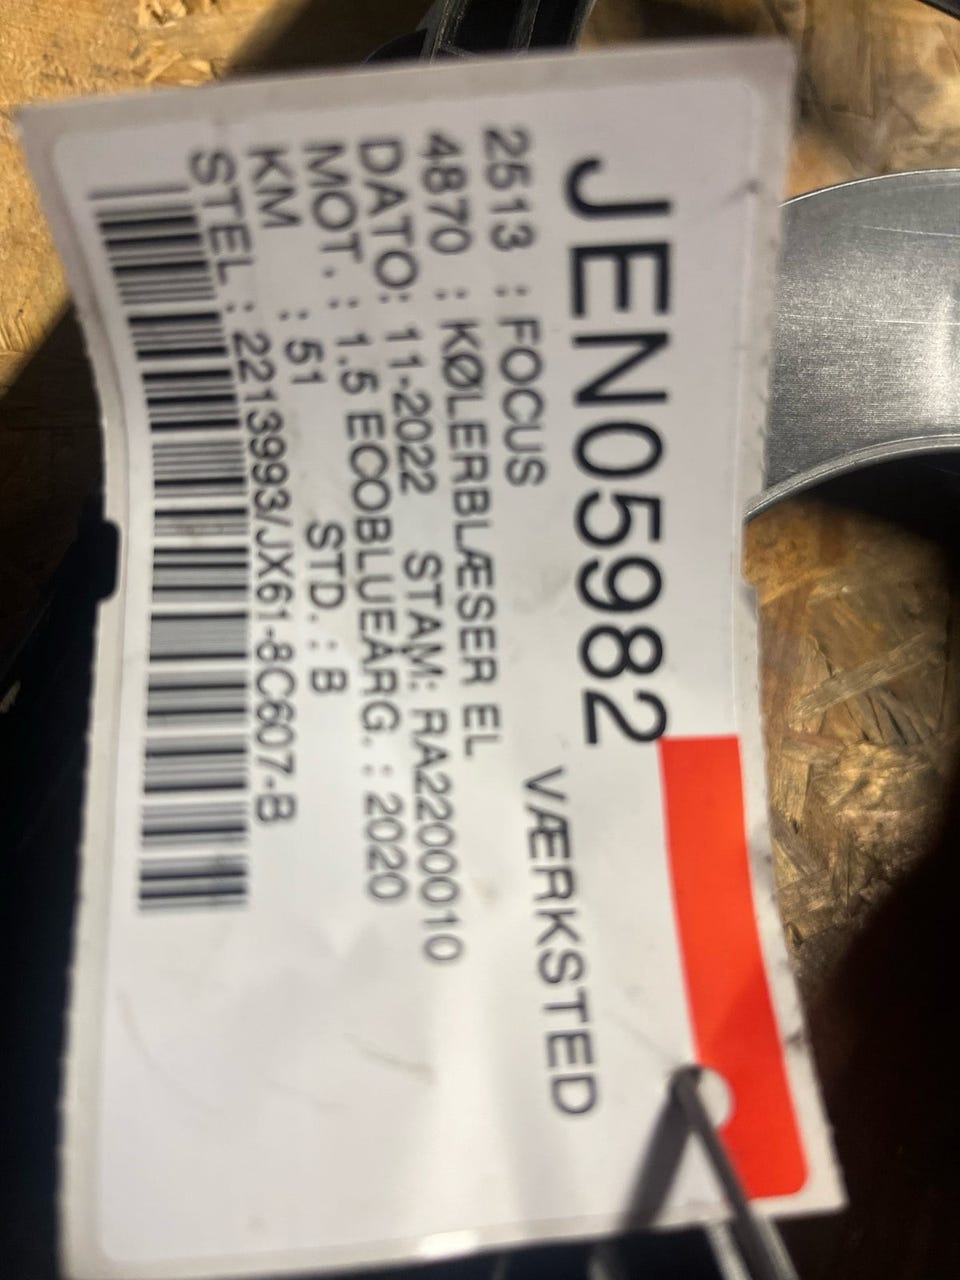 JEN05982
VÆRKSTED
2513 : FOCUS
4870 : KØLERBLÆSER EL
DATO: 11-2022 STAM: RA2200010
MOT. : 1.5 ECOBLUEÅRG. : 2020
KM : 51 STD. : B
STEL : 2213993/JX61-8C607-B